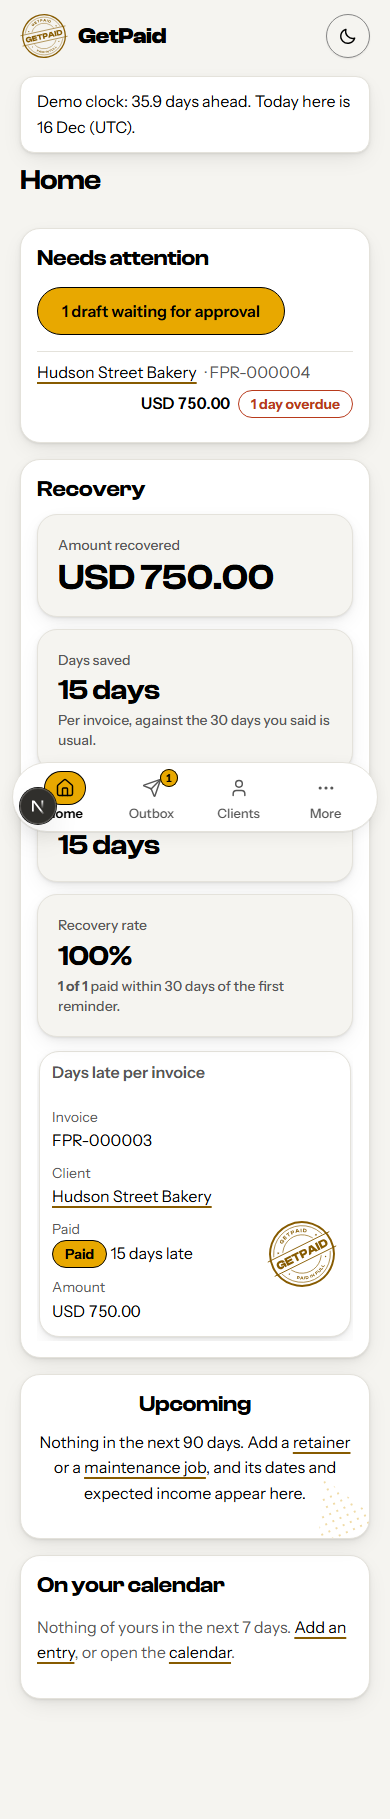 GETPAID
GETPAID
GetPaid
Demo clock: 35.9 days ahead. Today here is
16 Dec (UTC).
Home
Needs attention
1 draft waiting for approval
Hudson Street Bakery · FPR-000004
USD 750.00 1 day overdue
Recovery
Amount recovered
USD 750.00
Days saved
15 days
Per invoice, against the 30 days you said is
usual.
1
N
ome Outbox Clients More
15 days
Recovery rate
100%
1 of 1 paid within 30 days of the first
reminder.
Days late per invoice
Invoice
FPR-000003
Client
Hudson Street Bakery
Paid
Paid 15 days late
GETPAID
GETPAID
PAID IN FULL
Amount
USD 750.00
Upcoming
Nothing in the next 90 days. Add a retainer
or a maintenance job, and its dates and
expected income appear here.
On your calendar
Nothing of yours in the next 7 days. Add an
entry, or open the calendar.